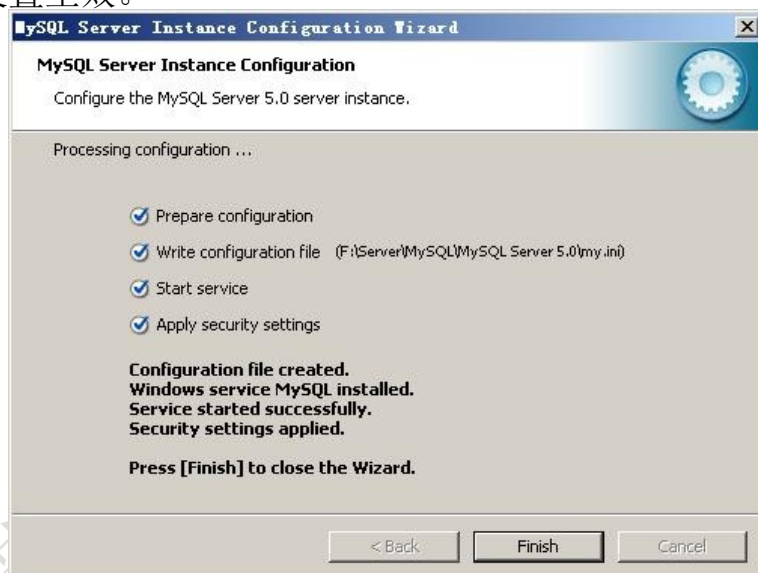 置生效。
MySQL Server Instance Configuration Wizard
MySQL Server Instance Configuration
Configure the MySQL Server 5.0 server instance.
Processing configuration ...
Prepare configuration
Write configuration file (F:\Server\MySQL\MySQL Server 5.0\my.ini)
Start service
Apply security settings
Configuration file created.
Windows service MySQL installed.
Service started successfully.
Security settings applied.
Press [Finish] to close the Wizard.
< Back Finish Cancel